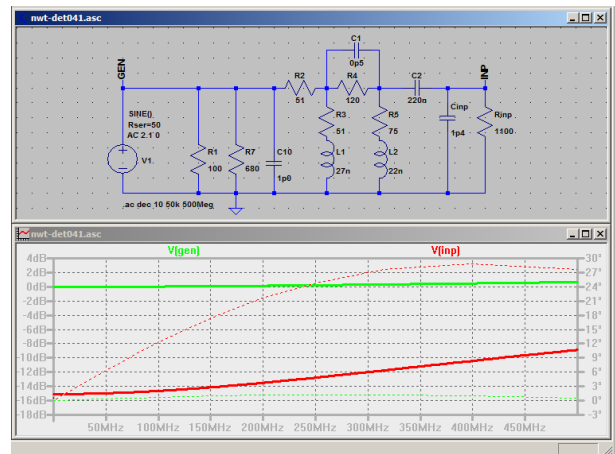 nwt-det041.asc
GEN
SINE()
Rser=50
AC 2.1 0
V1
.ac dec 10 50k 500Meg
R1
100
R7
680
C10
1p0
R2
51
C1
0p5
R4
120
R3
51
L1
27n
R5
75
L2
22n
C2
220n
INP
Cinp
1p4
Rinp
1100
nwt-det041.asc
V(gen) V(inp)
4dB 30°
2dB 27°
0dB 24°
-2dB 21°
-4dB 18°
-6dB 15°
-8dB 12°
-10dB 9°
-12dB 6°
-14dB 3°
-16dB 0°
-18dB -3°
50MHz 100MHz 150MHz 200MHz 250MHz 300MHz 350MHz 400MHz 450MHz